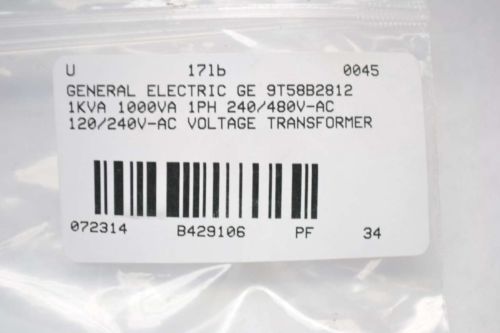 U 17lb 0045
GENERAL ELECTRIC GE 9T58B2812
1KVA 1000VA 1PH 240/480V-AC
120/240V-AC VOLTAGE TRANSFORMER
072314 B429106 PF 34